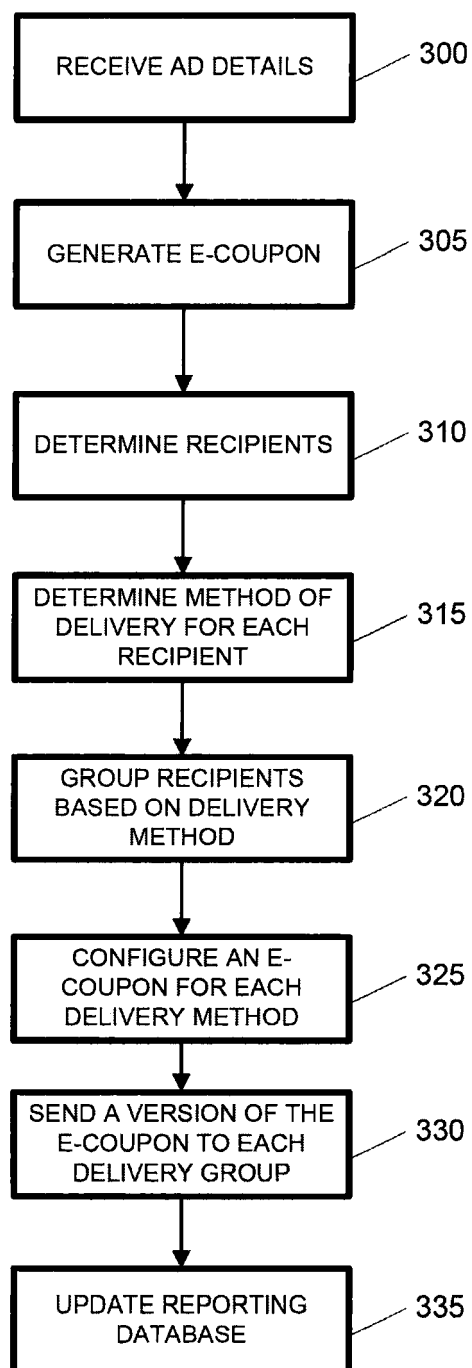 RECEIVE AD DETAILS
300
GENERATE E-COUPON
305
DETERMINE RECIPIENTS
310
DETERMINE METHOD OF
DELIVERY FOR EACH
RECIPIENT
315
GROUP RECIPIENTS
BASED ON DELIVERY
METHOD
320
CONFIGURE AN E-
COUPON FOR EACH
DELIVERY METHOD
325
SEND A VERSION OF THE
E-COUPON TO EACH
DELIVERY GROUP
330
UPDATE REPORTING
DATABASE
335